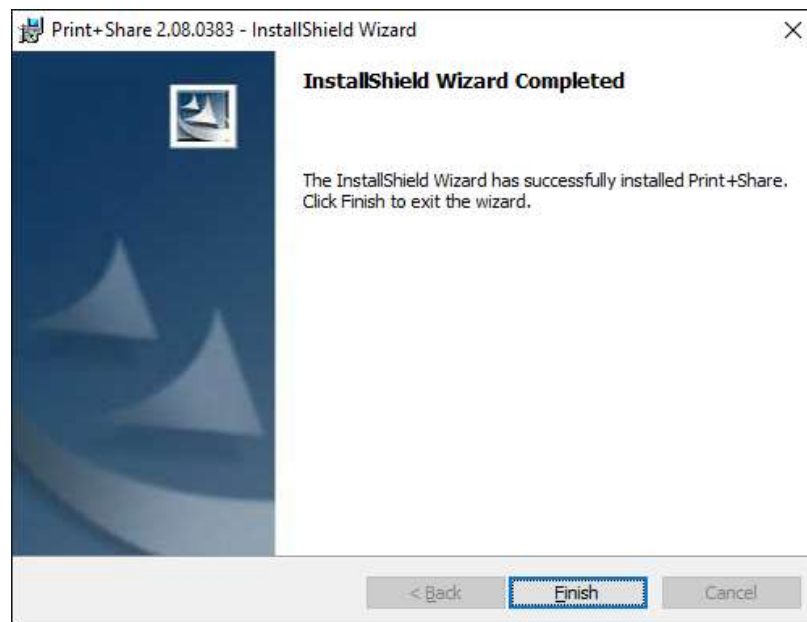 Print+Share 2.08.0383 - InstallShield Wizard
InstallShield Wizard Completed
The InstallShield Wizard has successfully installed Print+Share.
Click Finish to exit the wizard.
< Back
Finish
Cancel